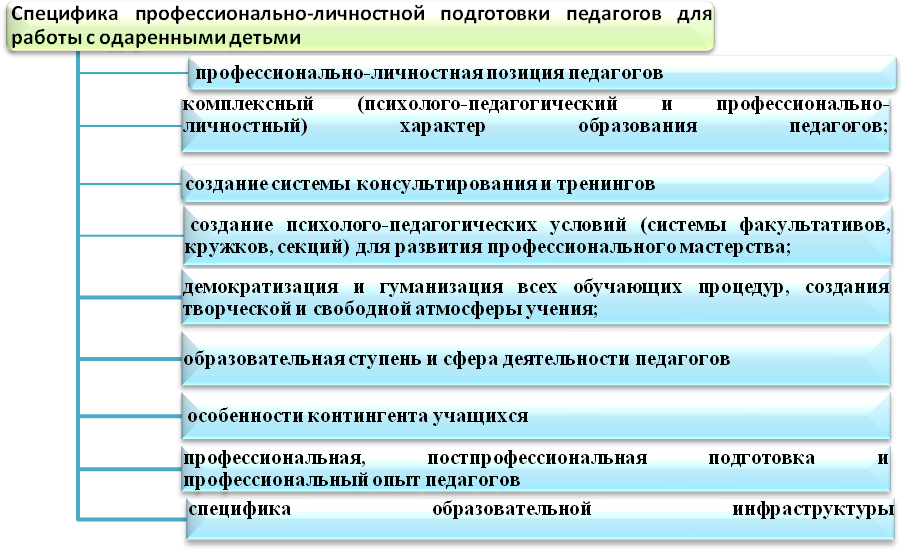 Специфика профессионально-личностной подготовки педагогов для
работы с одаренными детьми
профессионально-личностная позиция педагогов
комплексный (психолого-педагогический и профессионально-
личностный) характер образования педагогов;
создание системы консультирования и тренингов
создание психолого-педагогических условий (системы факультативов,
кружков, секций) для развития профессионального мастерства;
демократизация и гуманизация всех обучающих процедур, создания
творческой и свободной атмосферы учения;
образовательная ступень и сфера деятельности педагогов
особенности контингента учащихся
профессиональная, постпрофессиональная подготовка и
профессиональный опыт педагогов
специфика образовательной инфраструктуры